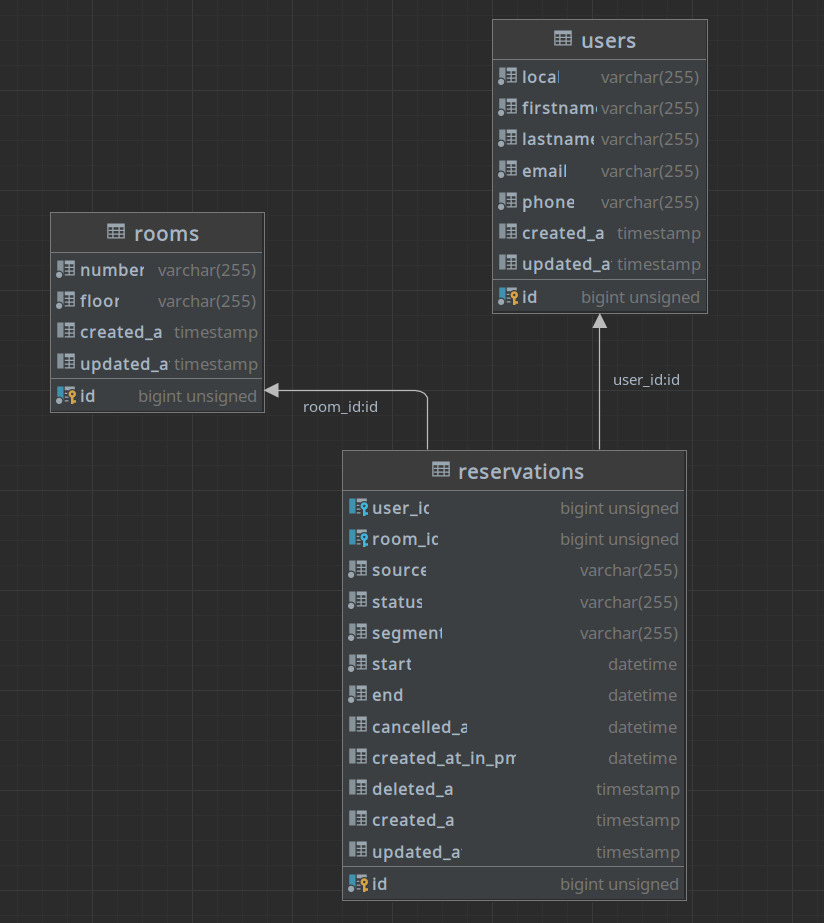 users
local varchar(255)
firstname varchar(255)
lastname varchar(255)
email varchar(255)
phone varchar(255)
created_a timestamp
updated_a timestamp
id bigint unsigned
rooms
number varchar(255)
floor varchar(255)
created_a timestamp
updated_a timestamp
id bigint unsigned
user_id:id
room_id:id
reservations
user_id bigint unsigned
room_id bigint unsigned
source varchar(255)
status varchar(255)
segment varchar(255)
start datetime
end datetime
cancelled_a datetime
created_at_in_pm datetime
deleted_a timestamp
created_a timestamp
updated_a timestamp
id bigint unsigned